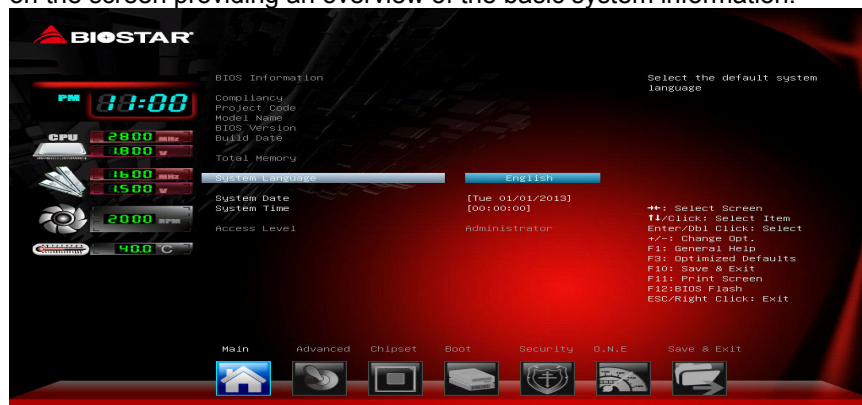 on the screen providing an overview of the basic system information.
BIOSTAR
BIOS Information
Compliancy
Project Code
Model Name
BIOS Version
Build Date
Total Memory
System Language English
System Date [Tue 01/01/2013]
System Time [00:00:00]
Access Level Administrator
PM 11:00
CPU 2800 MHz
1.800 V
1600 MHz
1.500 V
2000 RPM
40.0 C
Select the default system
language
→←: Select Screen
↑↓/Click: Select Item
Enter/Dbl Click: Select
+/-: Change Opt.
F1: General Help
F3: Optimized Defaults
F10: Save & Exit
F11: Print Screen
F12:BIOS Flash
ESC/Right Click: Exit
Main Advanced Chipset Boot Security O.N.E Save & Exit